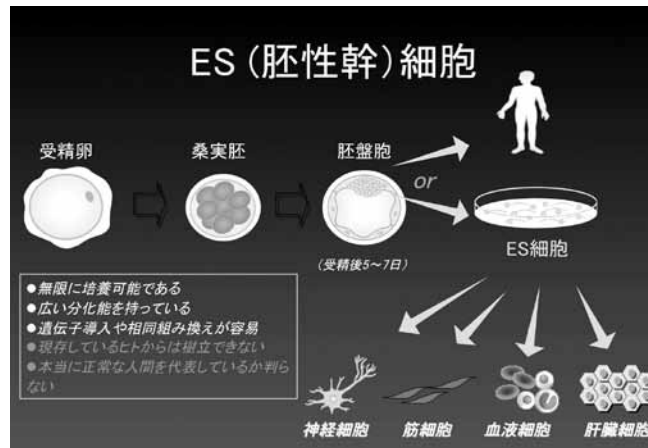 ES（胚性幹）細胞
受精卵
桑実胚
胚盤胞
or
(受精後5～7日)
ES細胞
●無限に培養可能である
●広い分化能を持っている
●遺伝子導入や相同組み換えが容易
●現存しているヒトからは樹立できない
●本当に正常な人間を代表しているか判ら
ない
神経細胞
筋細胞
血液細胞
肝臓細胞